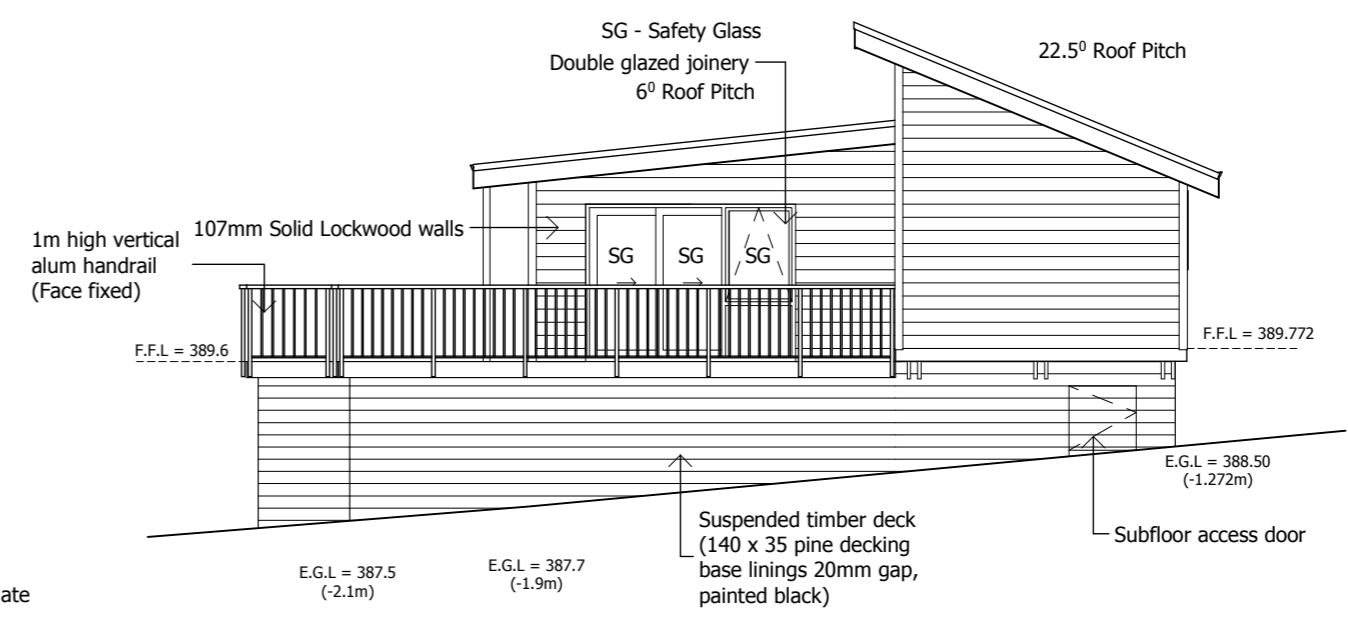 SG - Safety Glass
Double glazed joinery
6⁰ Roof Pitch
22.5⁰ Roof Pitch
107mm Solid Lockwood walls
1m high vertical
alum handrail
(Face fixed)
SG
SG
SG
F.F.L = 389.6
F.F.L = 389.772
E.G.L = 388.50
(-1.272m)
Suspended timber deck
(140 x 35 pine decking
base linings 20mm gap,
painted black)
Subfloor access door
E.G.L = 387.5
(-2.1m)
E.G.L = 387.7
(-1.9m)
ate